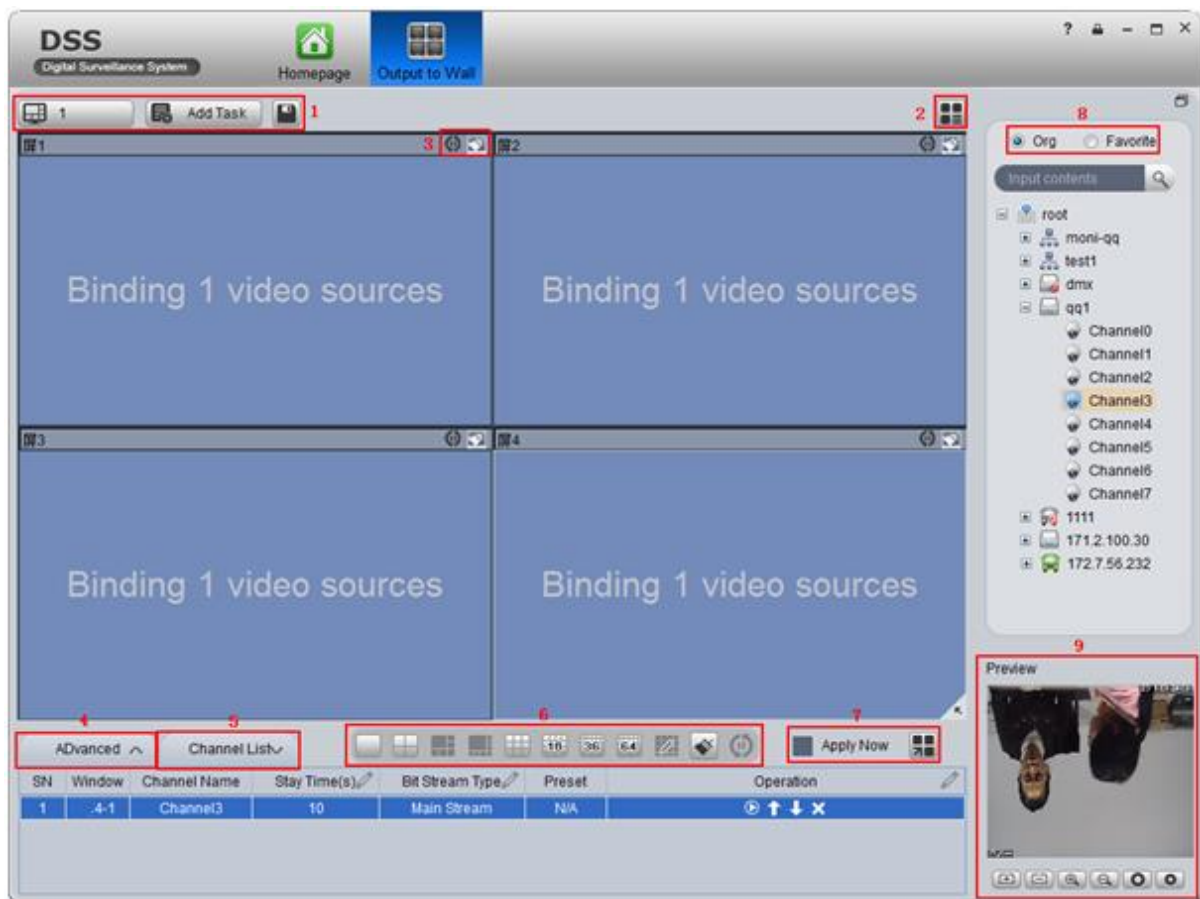 DSS
Digital Surveillance System
Homepage
Output to Wall
?
1
Add Task
1
2
8
屏1
3
屏2
Org
Favorite
Input contents
root
moni-qq
test1
dmx
qq1
Channel0
Channel1
Channel2
Channel3
Channel4
Channel5
Channel6
Channel7
1111
171.2.100.30
172.7.56.232
Binding 1 video sources
Binding 1 video sources
屏3
屏4
Binding 1 video sources
Binding 1 video sources
9
Preview
4
5
6
7
ADvanced
Channel List
16
36
64
Apply Now
SN Window Channel Name Stay Time(s) Bit Stream Type Preset Operation
1 .4-1 Channel3 10 Main Stream N/A